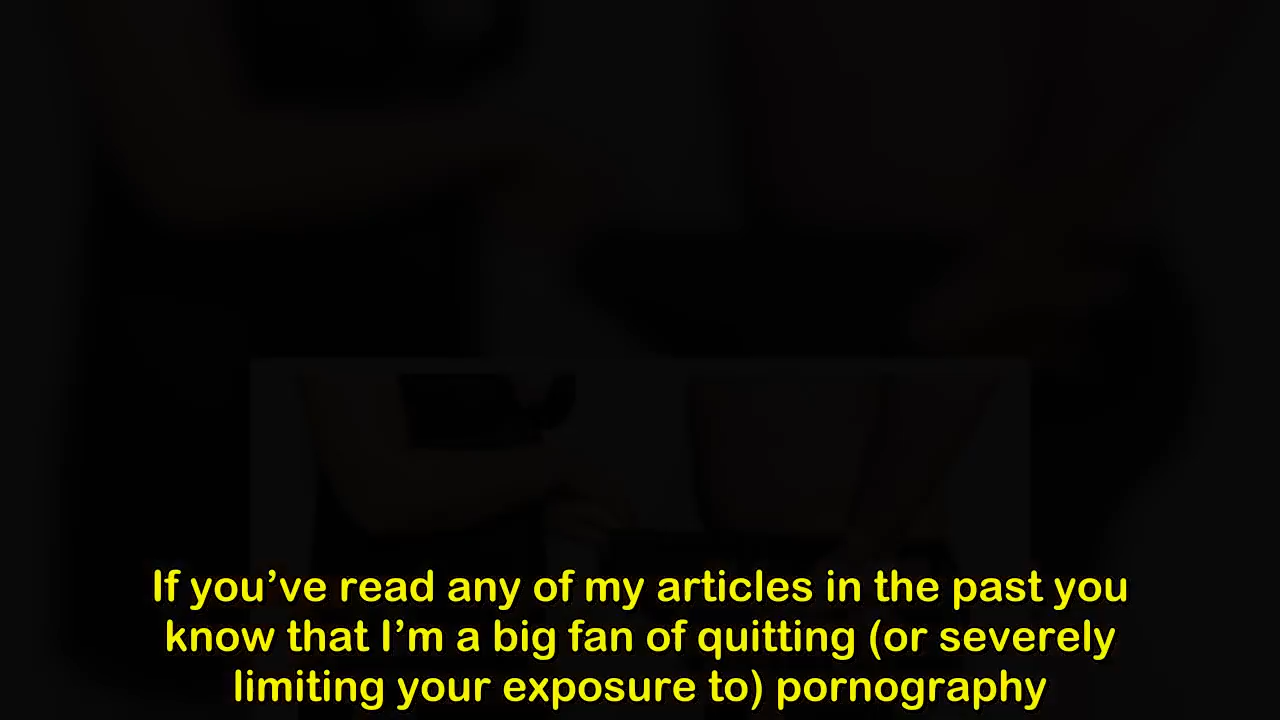 If you’ve read any of my articles in the past you
know that I’m a big fan of quitting (or severely
limiting your exposure to) pornography